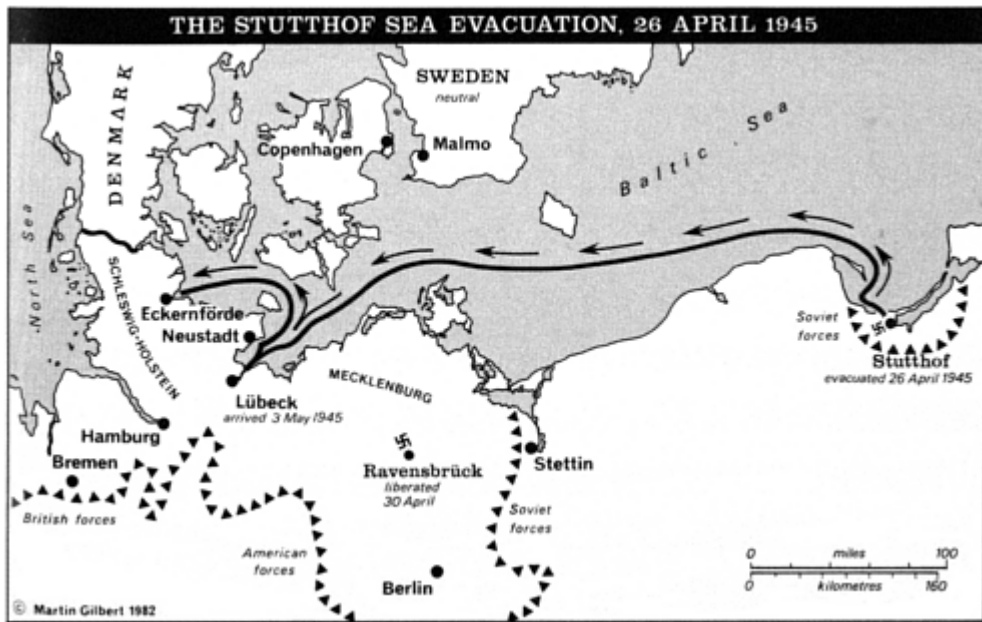 THE STUTTHOF SEA EVACUATION, 26 APRIL 1945
DENMARK
SWEDEN
neutral
Copenhagen
Malmo
Baltic Sea
North Sea
SCHLESWIG-HOLSTEIN
Eckernförde
Neustadt
Soviet
forces
Stutthof
evacuated 26 April 1945
MECKLENBURG
Lübeck
arrived 3 May 1945
Hamburg
Bremen
Ravensbrück
liberated
30 April
Stettin
British forces
Soviet
forces
American
forces
Berlin
0 miles 100
0 kilometres 160
© Martin Gilbert 1982